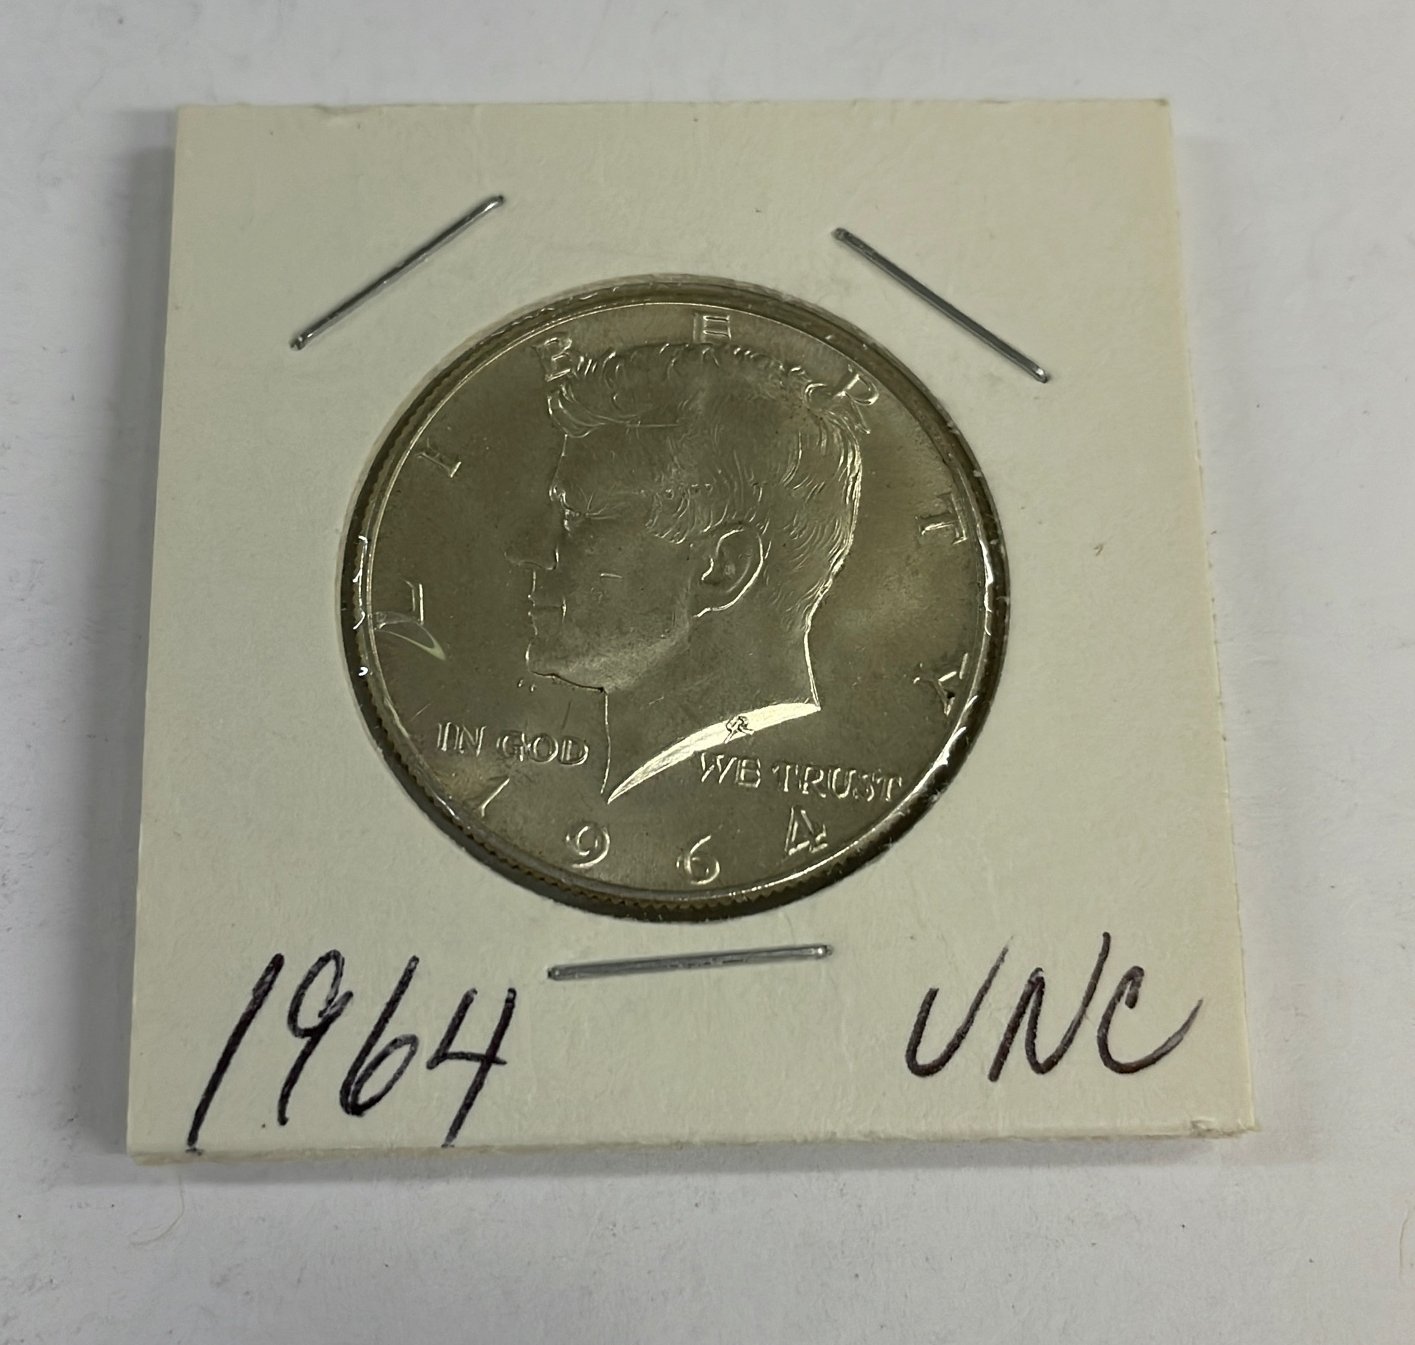 LIBERTY
IN GOD WE TRUST
1964
1964 UNC